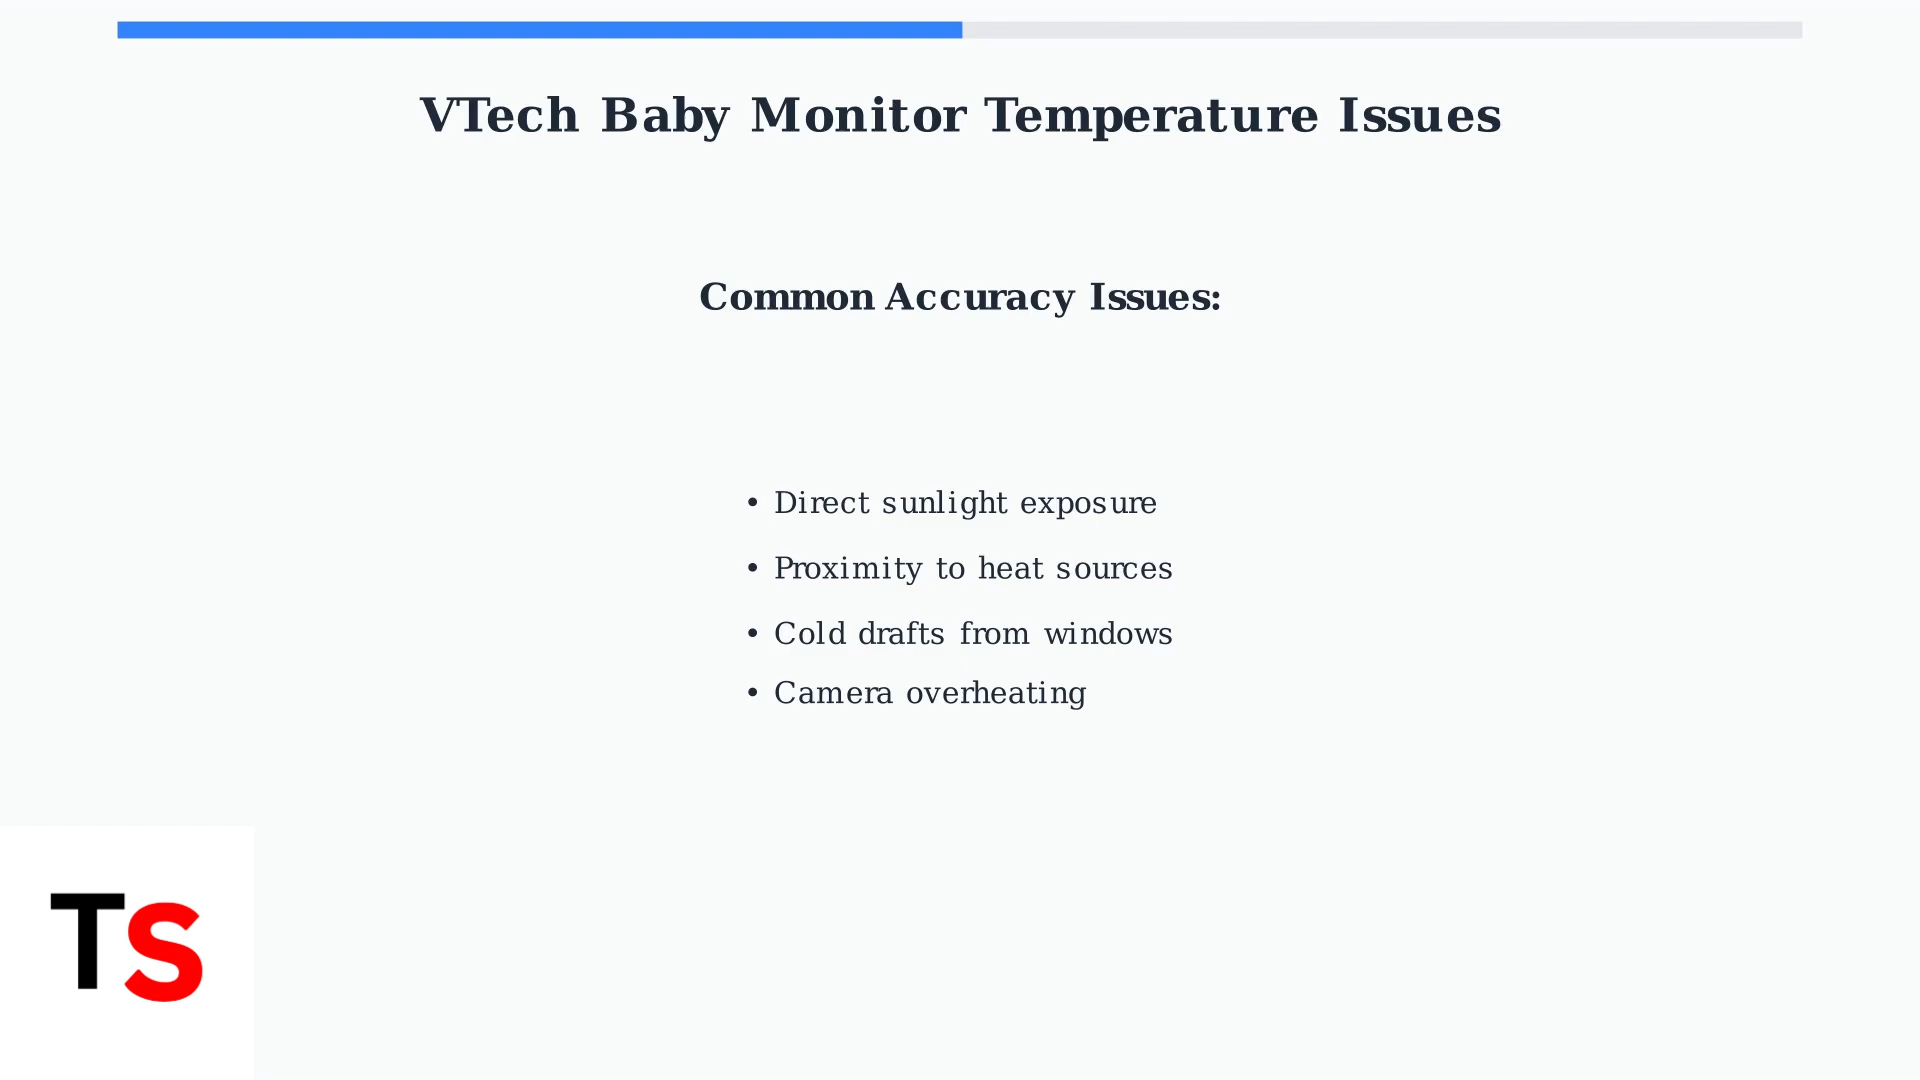 VTech Baby Monitor Temperature Issues
Common Accuracy Issues:
• Direct sunlight exposure
• Proximity to heat sources
• Cold drafts from windows
• Camera overheating
TS